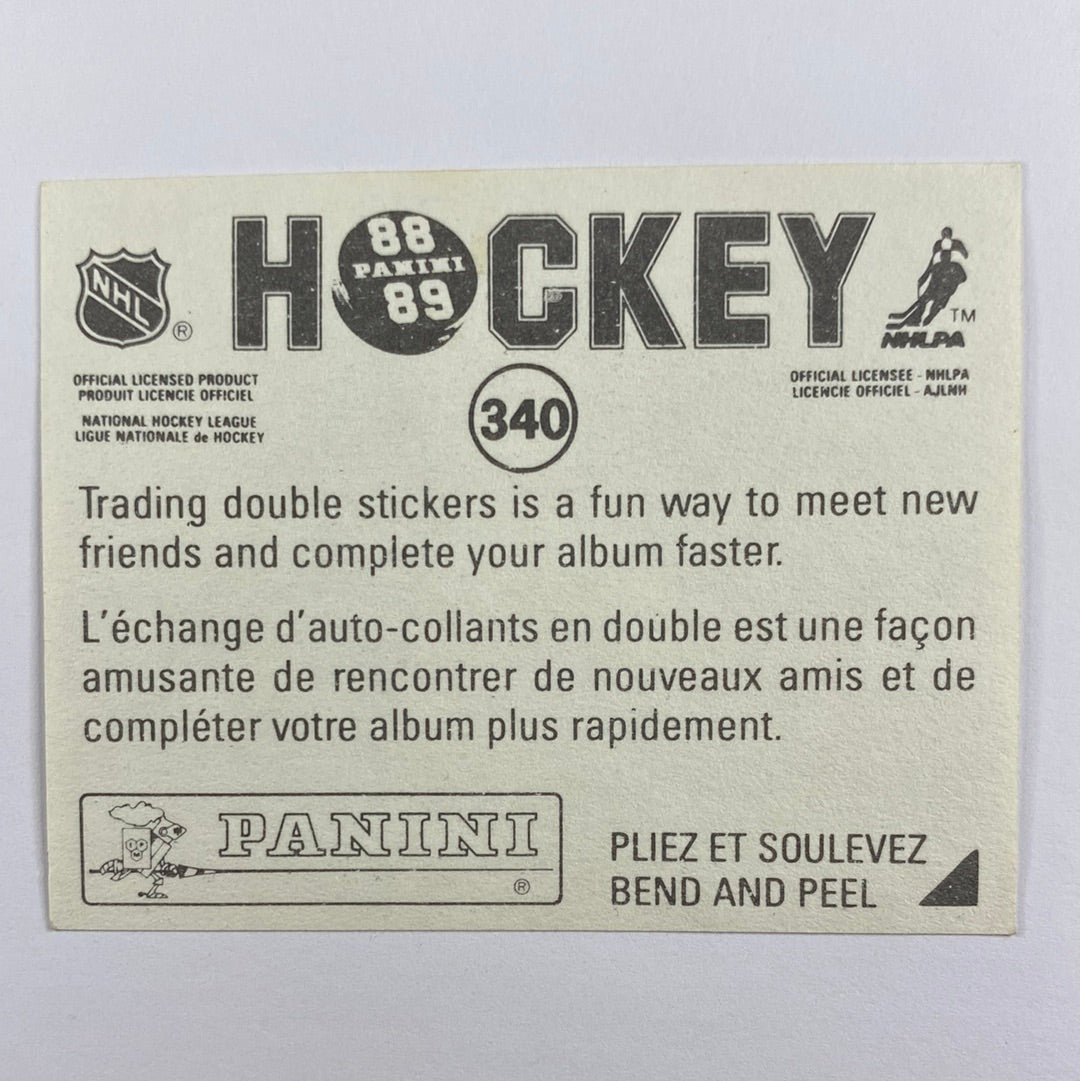 HOCKEY
88
PANINI
89
NHL
®
TM
NHLPA
OFFICIAL LICENSED PRODUCT
PRODUIT LICENCIE OFFICIEL
NATIONAL HOCKEY LEAGUE
LIGUE NATIONALE de HOCKEY
OFFICIAL LICENSEE - NHLPA
LICENCIE OFFICIEL - AJLNH
340
Trading double stickers is a fun way to meet new
friends and complete your album faster.
L'échange d'auto-collants en double est une façon
amusante de rencontrer de nouveaux amis et de
compléter votre album plus rapidement.
PANINI
®
PLIEZ ET SOULEVEZ
BEND AND PEEL